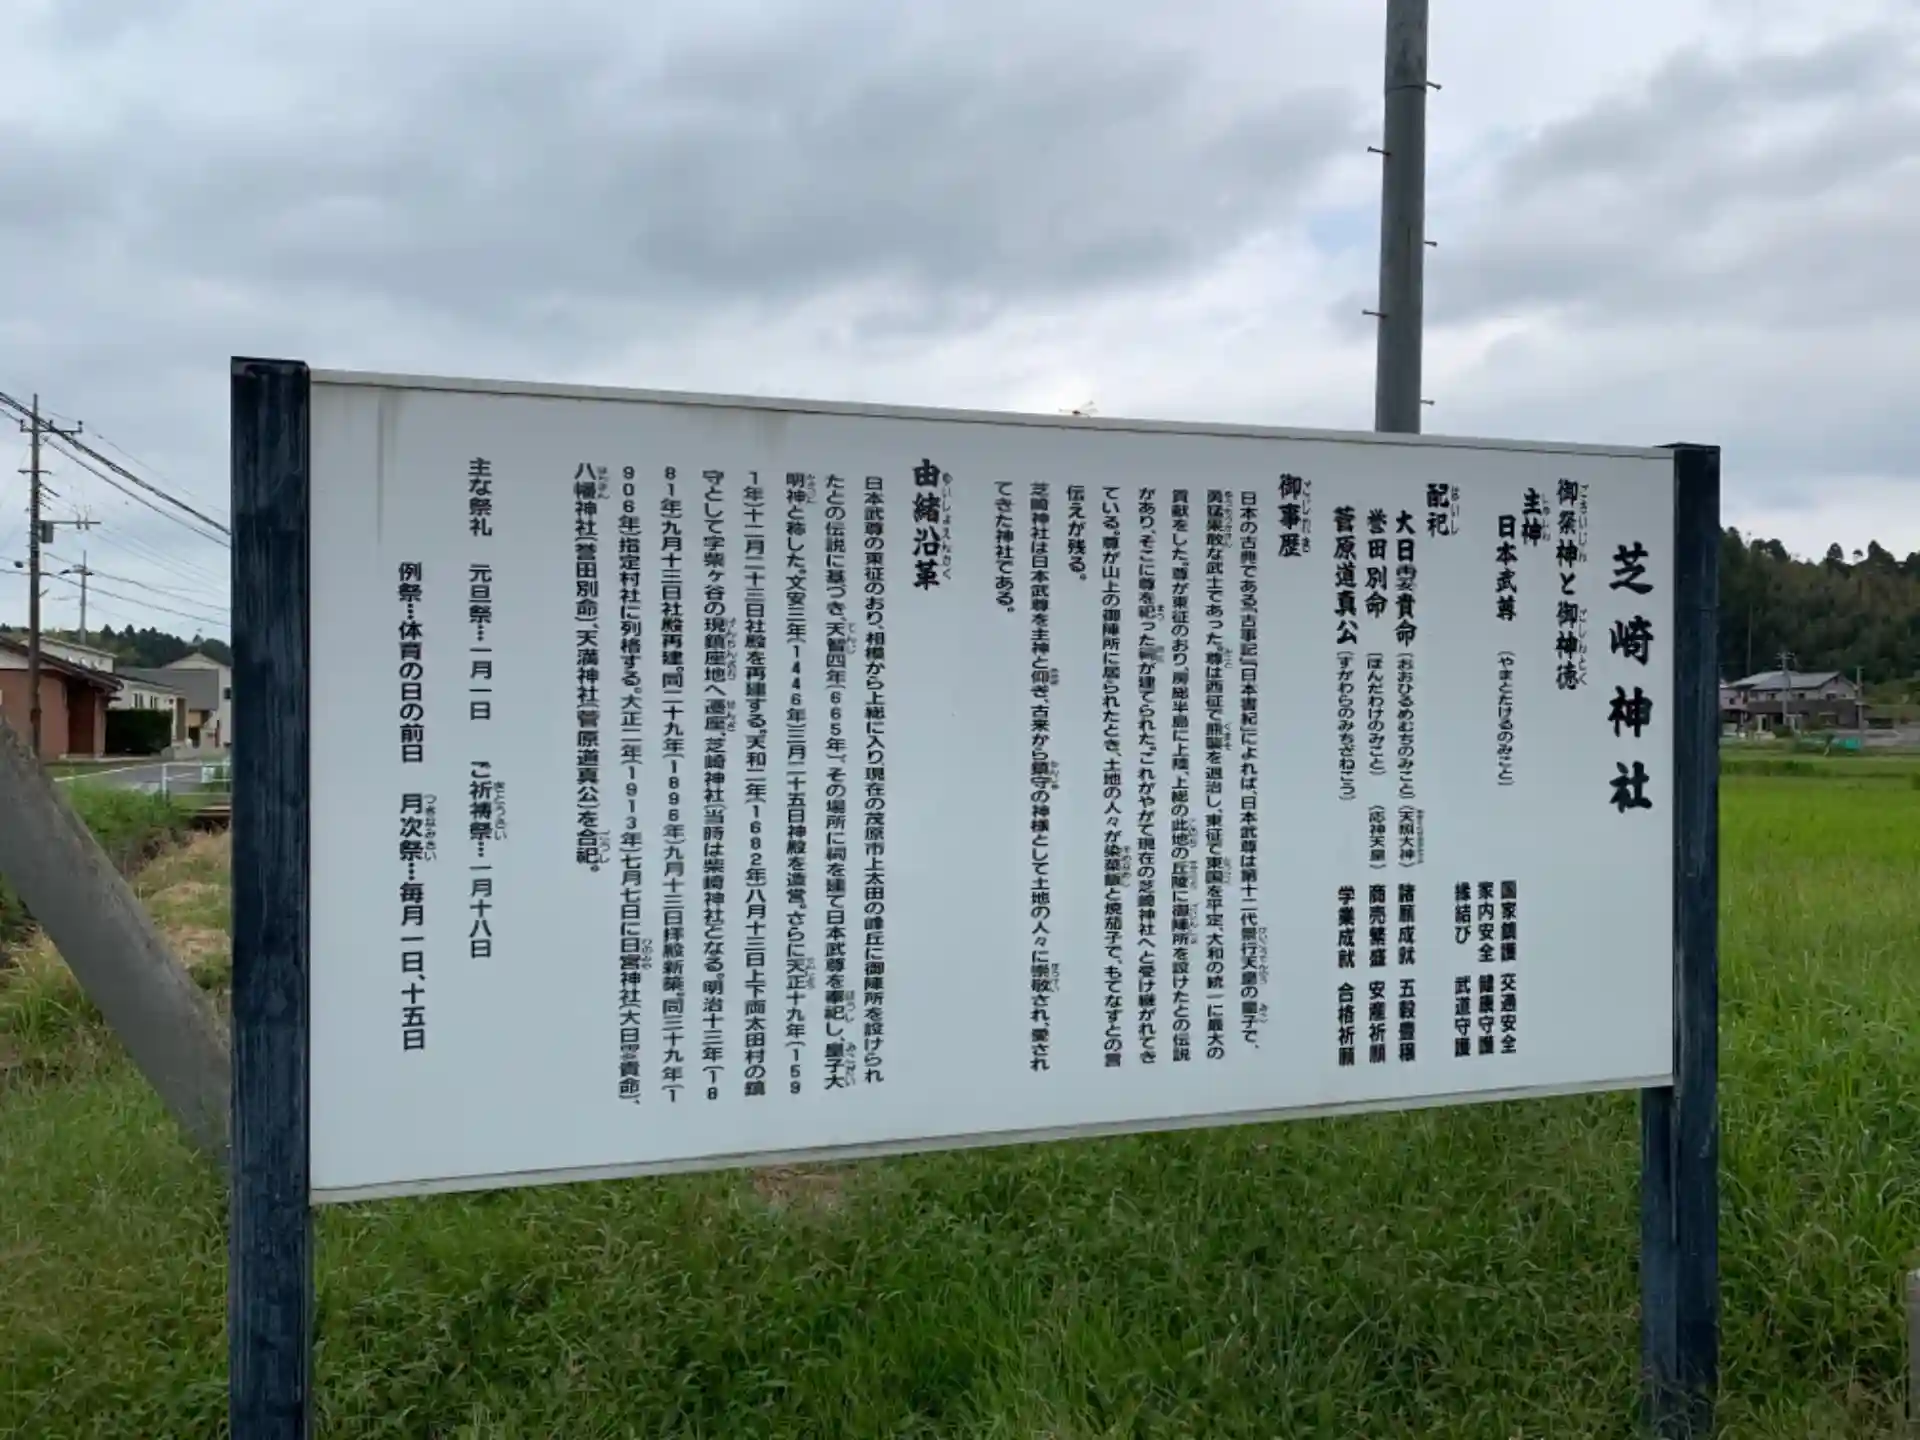 芝崎神社
御祭神と御神徳
主神
日本武尊 (やまとたけるのみこと)
国家鎮護 交通安全
家内安全 健康守護
縁結び 武道守護
配祀
大日孁貴命 (おおひるめむちのみこと) (天照大神) 諸願成就 五穀豊穣
誉田別命 (ほんだわけのみこと) (応神天皇) 商売繁盛 安産祈願
菅原道真公 (すがわらのみちざねこう) 学業成就 合格祈願
御事歴
日本の古典である『古事記』『日本書紀』によれば、日本武尊は第十二代景行天皇の皇子で、
勇猛果敢な武士であった。尊は西征で熊襲を退治し、東征で東国を平定、大和の統一に最大の
貢献をした。尊が東征のおり、房総半島に上陸、上総の此地の丘陵に御陣所を設けたとの伝説
があり、そこに尊を祀った祠が建てられた。これがやがて現在の芝崎神社へと受け継がれてき
ている。尊が山上の御陣所に居られたとき、土地の人々が染菜飯と焼茄子で、もてなすとの言
伝えが残る。
芝崎神社は日本武尊を主神と仰ぎ、古来から鎮守の神様として土地の人々に崇敬され、愛され
てきた神社である。
由緒沿革
日本武尊の東征のおり、相模から上総に入り、現在の茂原市上太田の峰丘に御陣所を設けられ
たとの伝説に基づき、天智四年(665年)、その場所に祠を建て日本武尊を奉祀し、皇子大
明神と称した。文安三年(1446年)三月二十五日神殿を造営。さらに天正十九年(159
1年)十二月二十三日社殿を再建する。天和二年(1682年)八月十三日上下両太田村の鎮
守として字柴ヶ谷の現鎮座地へ遷座、芝崎神社(当時は柴崎神社)となる。明治十三年(18
81年)九月十三日社殿再建。同二十九年(1896年)九月十三日拝殿新築。同三十九年(1
906年)指定村社に列格する。大正二年(1913年)七月七日に日宮神社(大日孁貴命)、
八幡神社(誉田別命)、天満神社(菅原道真公)を合祀。
主な祭礼 元旦祭…一月一日 ご祈祷祭…一月十八日
例祭…体育の日の前日 月次祭…毎月一日、十五日